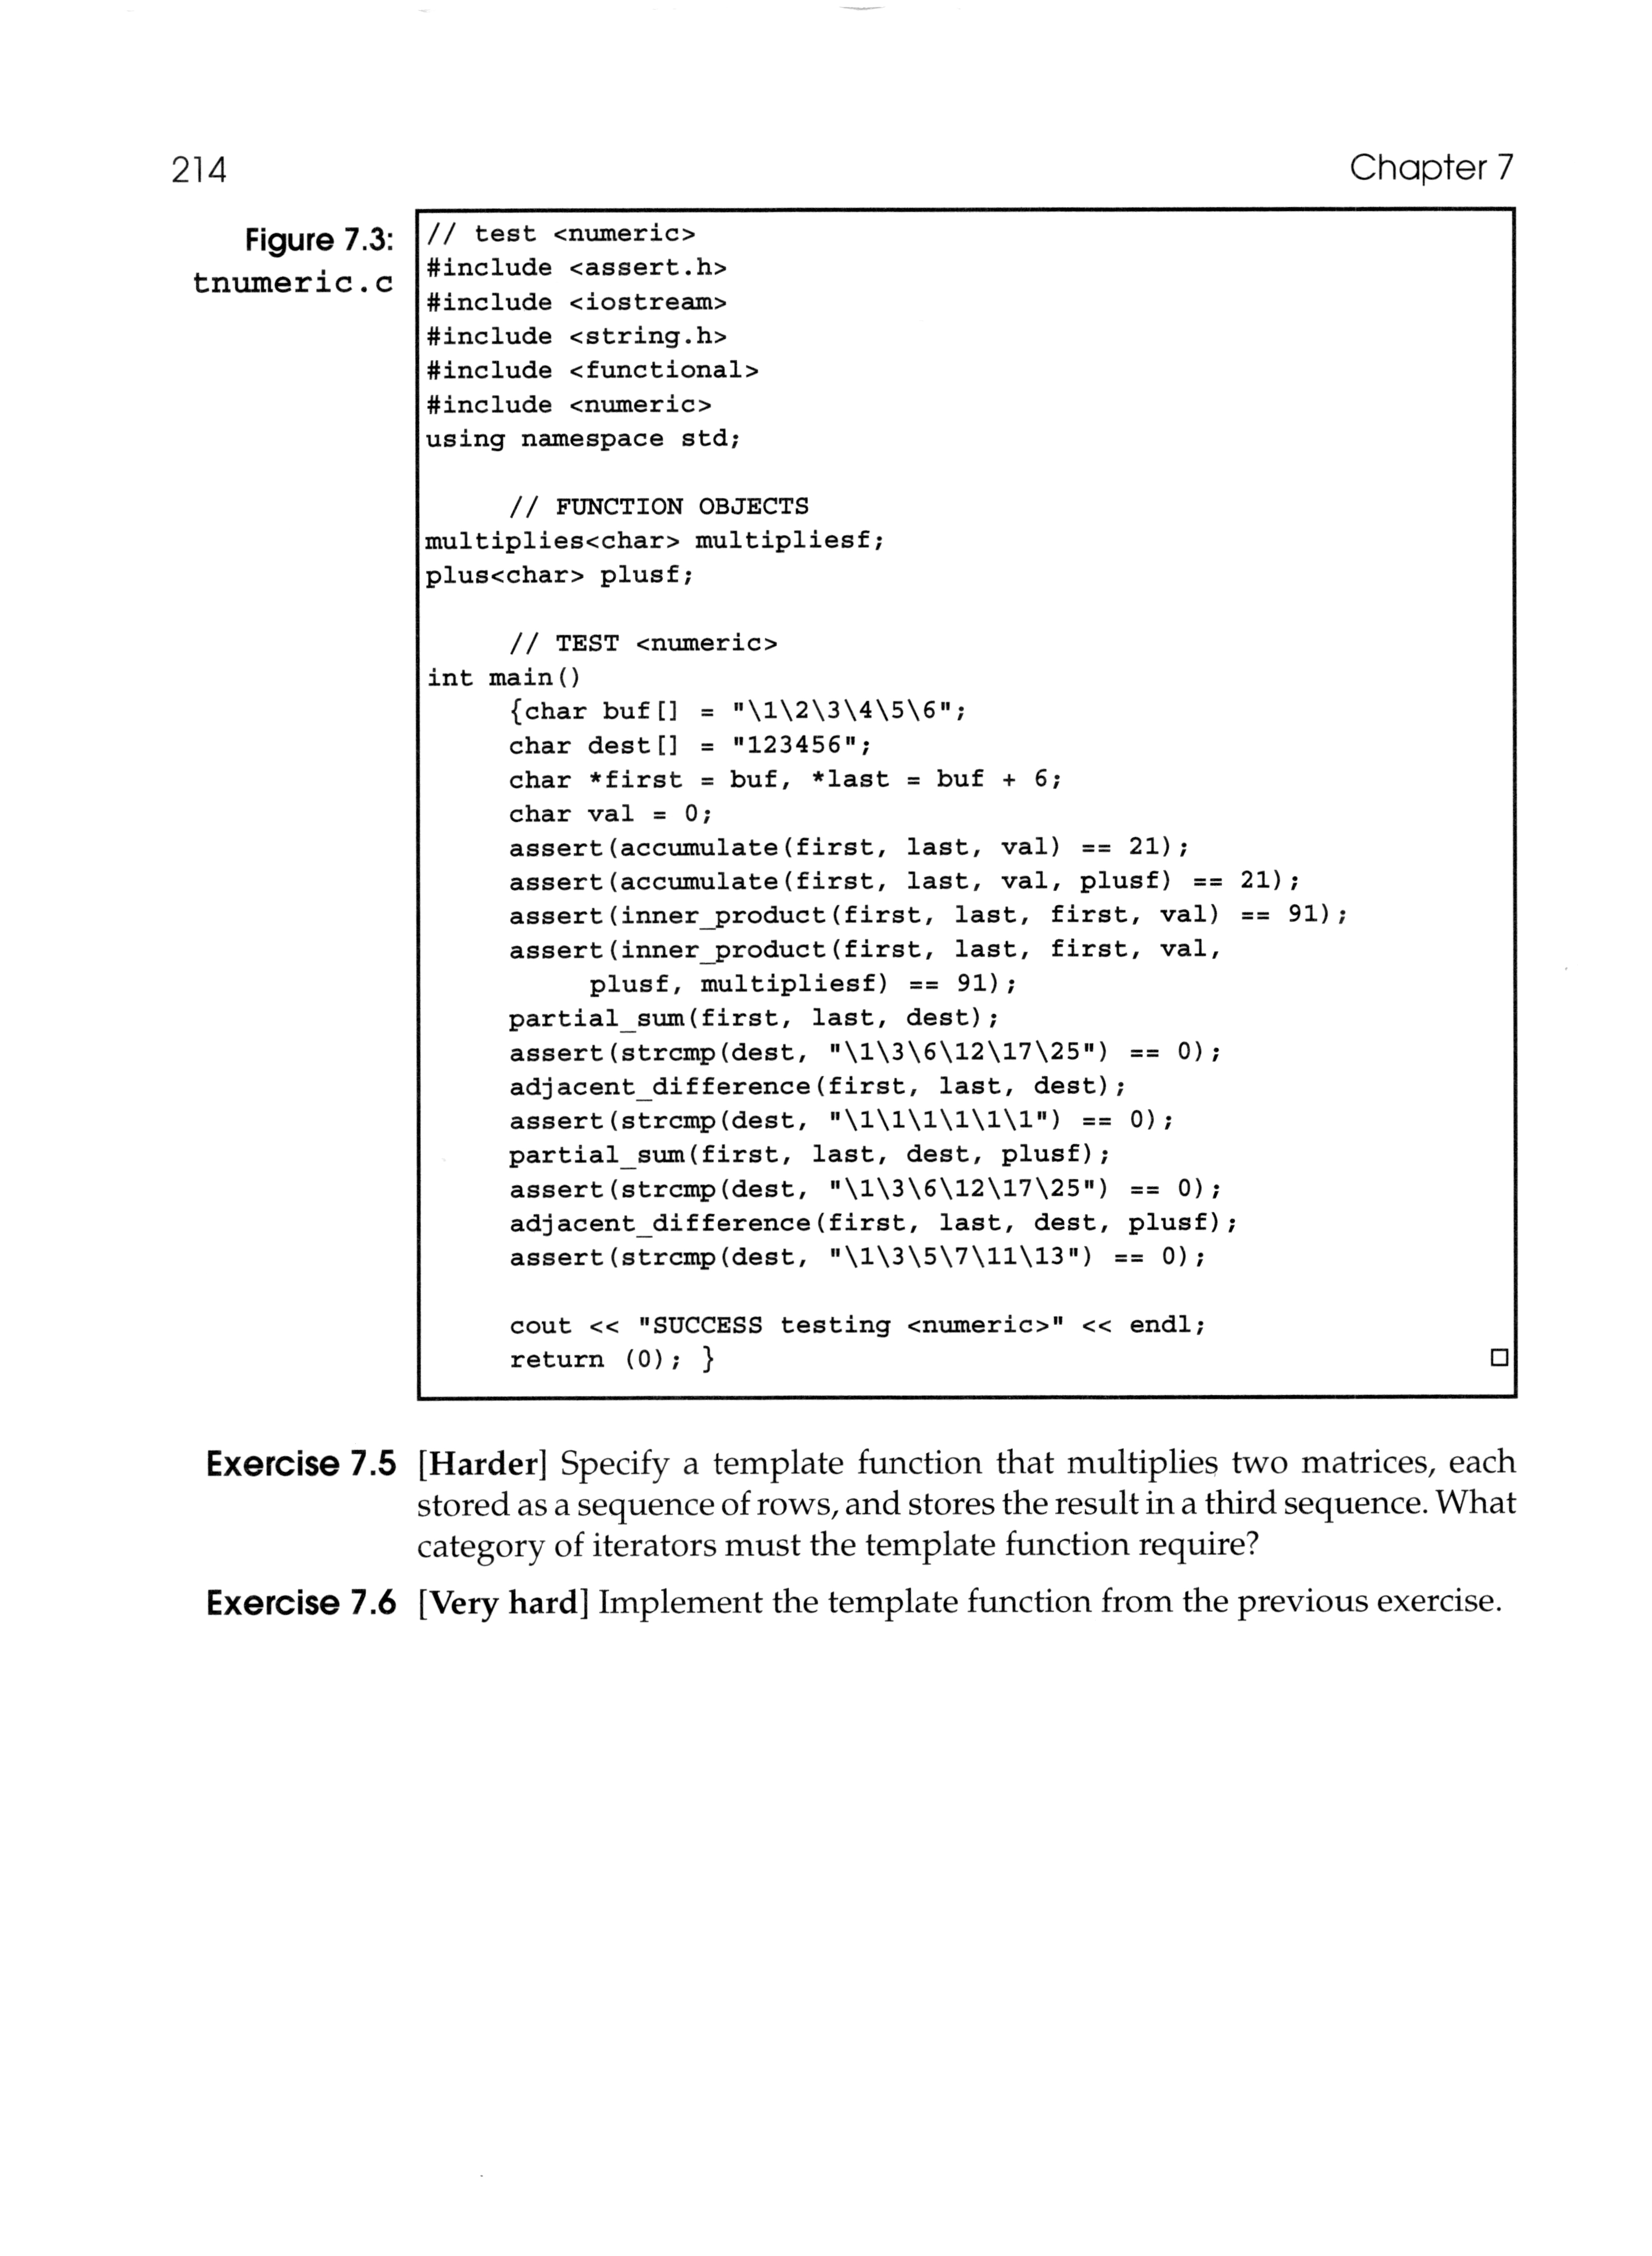 214
Chapter 7
Figure 7.3:
tnumeric.c
// test <numeric>
#include <assert.h>
#include <iostream>
#include <string.h>
#include <functional>
#include <numeric>
using namespace std;
// FUNCTION OBJECTS
multiplies<char> multipliesf;
plus<char> plusf;
// TEST <numeric>
int main()
{char buf[] = "\1\2\3\4\5\6";
char dest[] = "123456";
char *first = buf, *last = buf + 6;
char val = 0;
assert(accumulate(first, last, val) == 21);
assert(accumulate(first, last, val, plusf) == 21);
assert(inner_product(first, last, first, val) == 91);
assert(inner_product(first, last, first, val,
plusf, multipliesf) == 91);
partial_sum(first, last, dest);
assert(strcmp(dest, "\1\3\6\12\17\25") == 0);
adjacent_difference(first, last, dest);
assert(strcmp(dest, "\1\1\1\1\1\1") == 0);
partial_sum(first, last, dest, plusf);
assert(strcmp(dest, "\1\3\6\12\17\25") == 0);
adjacent_difference(first, last, dest, plusf);
assert(strcmp(dest, "\1\3\5\7\11\13") == 0);
cout << "SUCCESS testing <numeric>" << endl;
return (0); }
Exercise 7.5 [Harder] Specify a template function that multiplies two matrices, each
stored as a sequence of rows, and stores the result in a third sequence. What
category of iterators must the template function require?
Exercise 7.6 [Very hard] Implement the template function from the previous exercise.